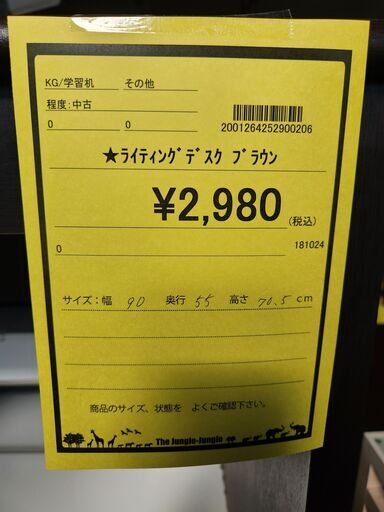 KG/学習机 その他
程度:中古
0 0
2001264252900206
★ﾗｲﾃｨﾝｸﾞﾃﾞｽｸ ﾌﾞﾗｳﾝ
¥2,980(税込)
0 181024
サイズ:幅 90 奥行 55 高さ 70.5 cm
商品のサイズ、状態を よくご確認下さい。
The Jungle-Jungle